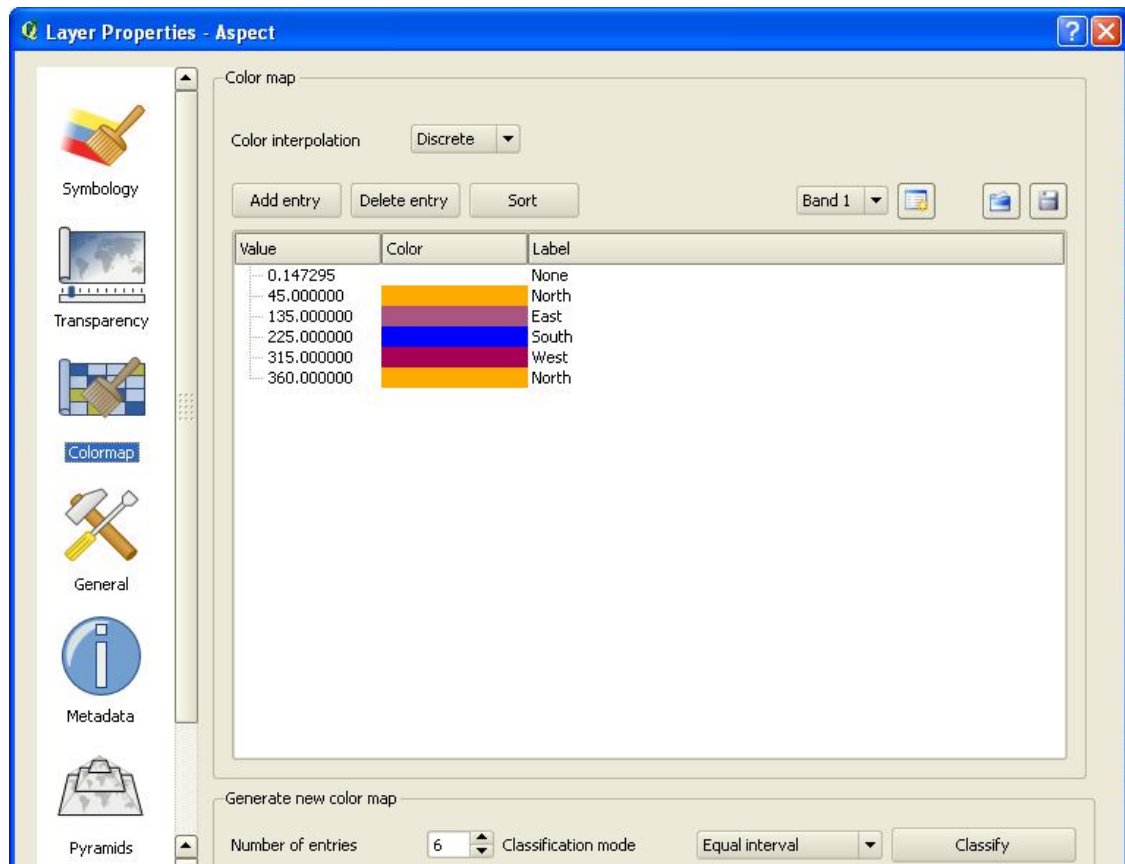 Layer Properties - Aspect
Symbology
Transparency
Colormap
General
Metadata
Pyramids
Color map
Color interpolation Discrete
Add entry Delete entry Sort Band 1
Value Color Label
0.147295 None
45.000000 North
135.000000 East
225.000000 South
315.000000 West
360.000000 North
Generate new color map
Number of entries 6 Classification mode Equal interval Classify